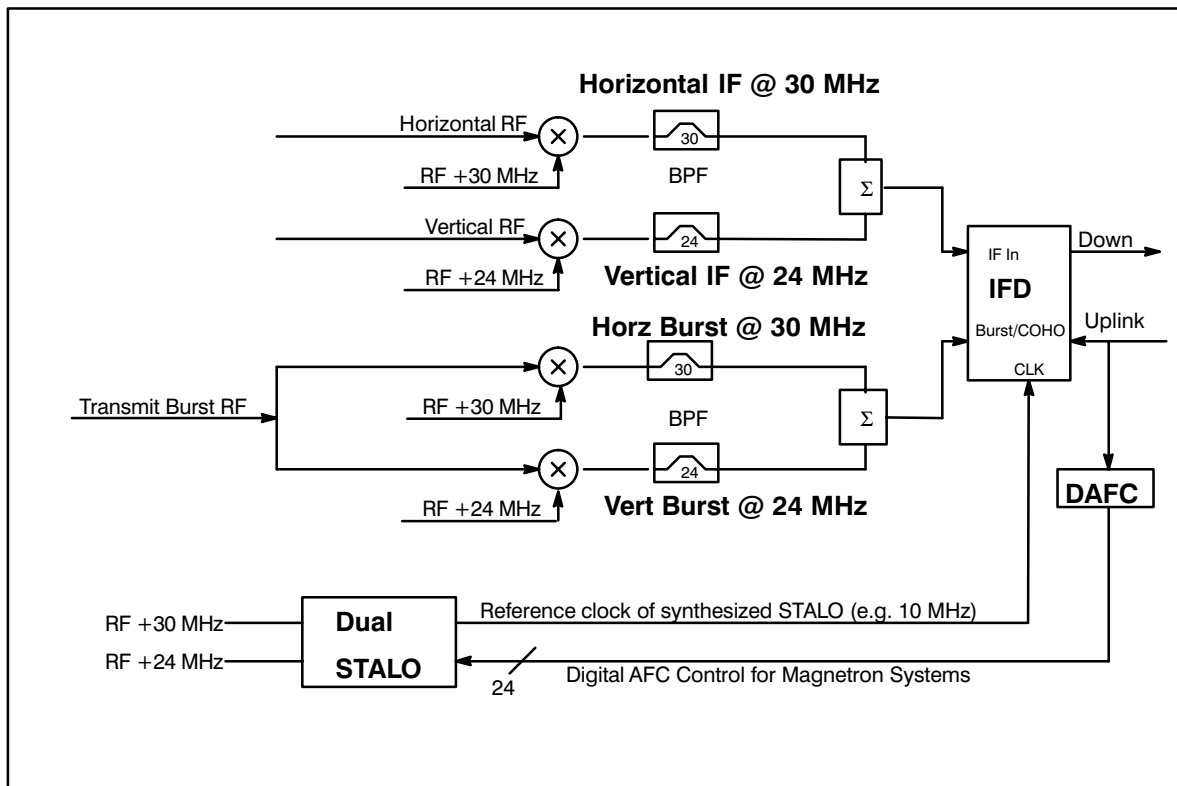 Horizontal IF @ 30 MHz
Horizontal RF
×
30
RF +30 MHz
BPF
Σ
Vertical RF
×
24
RF +24 MHz
Vertical IF @ 24 MHz
IF In
Down
IFD
Horz Burst @ 30 MHz
Burst/COHO
Uplink
×
30
CLK
RF +30 MHz
Transmit Burst RF
BPF
Σ
×
24
RF +24 MHz
Vert Burst @ 24 MHz
DAFC
RF +30 MHz
Dual
Reference clock of synthesized STALO (e.g. 10 MHz)
RF +24 MHz
STALO
24
Digital AFC Control for Magnetron Systems